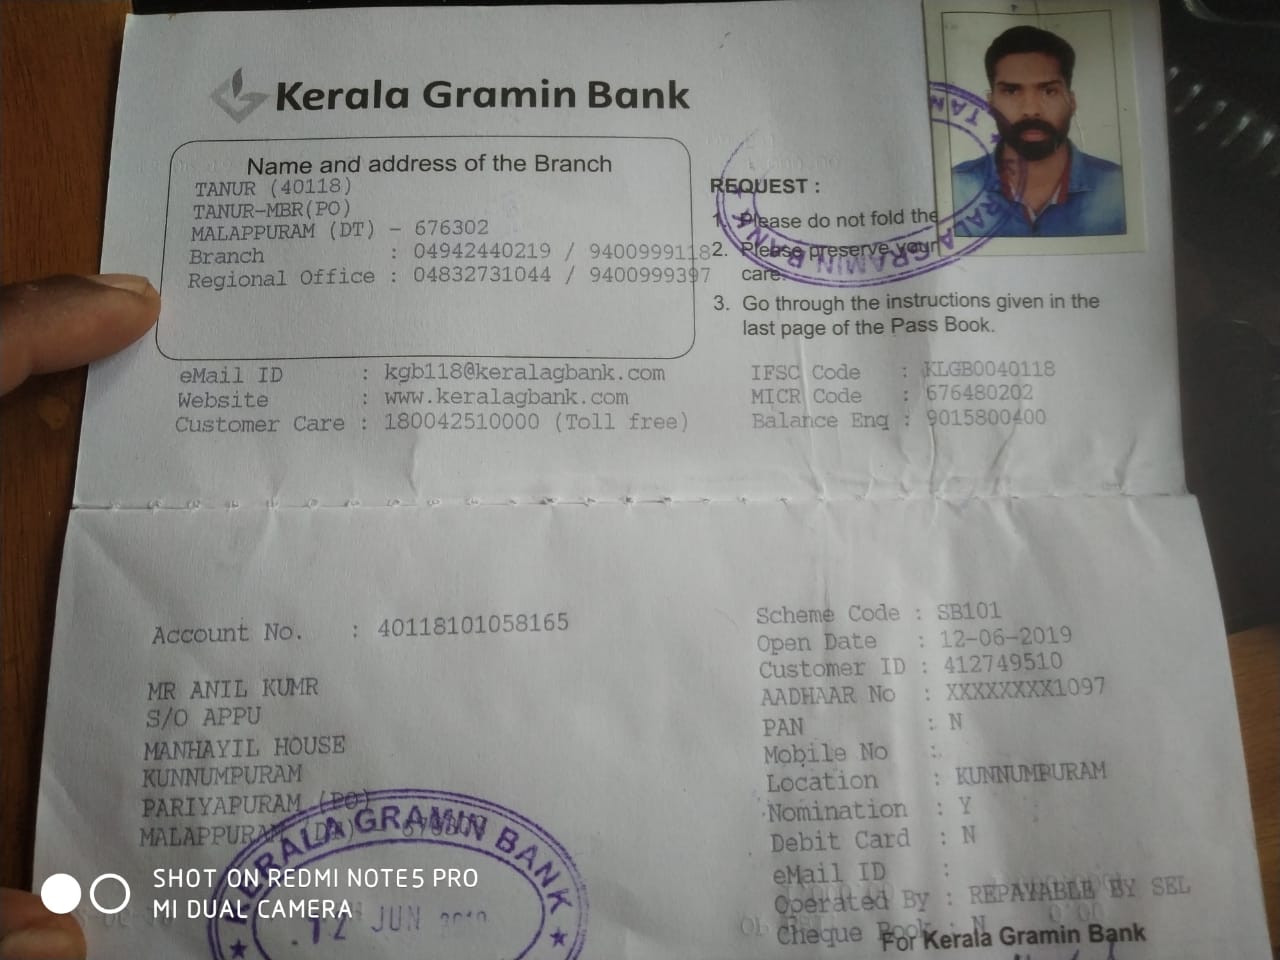 Kerala Gramin Bank
Name and address of the Branch
TANUR (40118)
TANUR-MBR(PO)
MALAPPURAM (DT) - 676302
Branch : 04942440219 / 9400999118
Regional Office : 04832731044 / 9400999397
REQUEST :
1. Please do not fold the
2. Please preserve your
care.
3. Go through the instructions given in the
last page of the Pass Book.
eMail ID : kgb118@keralagbank.com
Website : www.keralagbank.com
Customer Care : 180042510000 (Toll free)
IFSC Code : KLGB0040118
MICR Code : 676480202
Balance Enq : 9015800400
Account No. : 40118101058165
MR ANIL KUMR
S/O APPU
MANHAYIL HOUSE
KUNNUMPURAM
PARIYAPURAM (PO)
MALAPPURAM (DT)
Scheme Code : SB101
Open Date : 12-06-2019
Customer ID : 412749510
AADHAAR No : XXXXXXXX1097
PAN : N
Mobile No :
Location : KUNNUMPURAM
Nomination : Y
Debit Card : N
eMail ID :
Operated By : REPAYABLE BY SEL
Cheque Book : N
For Kerala Gramin Bank
KERALA GRAMIN BANK
12 JUN
GRAMIN BANK
SHOT ON REDMI NOTE5 PRO
MI DUAL CAMERA